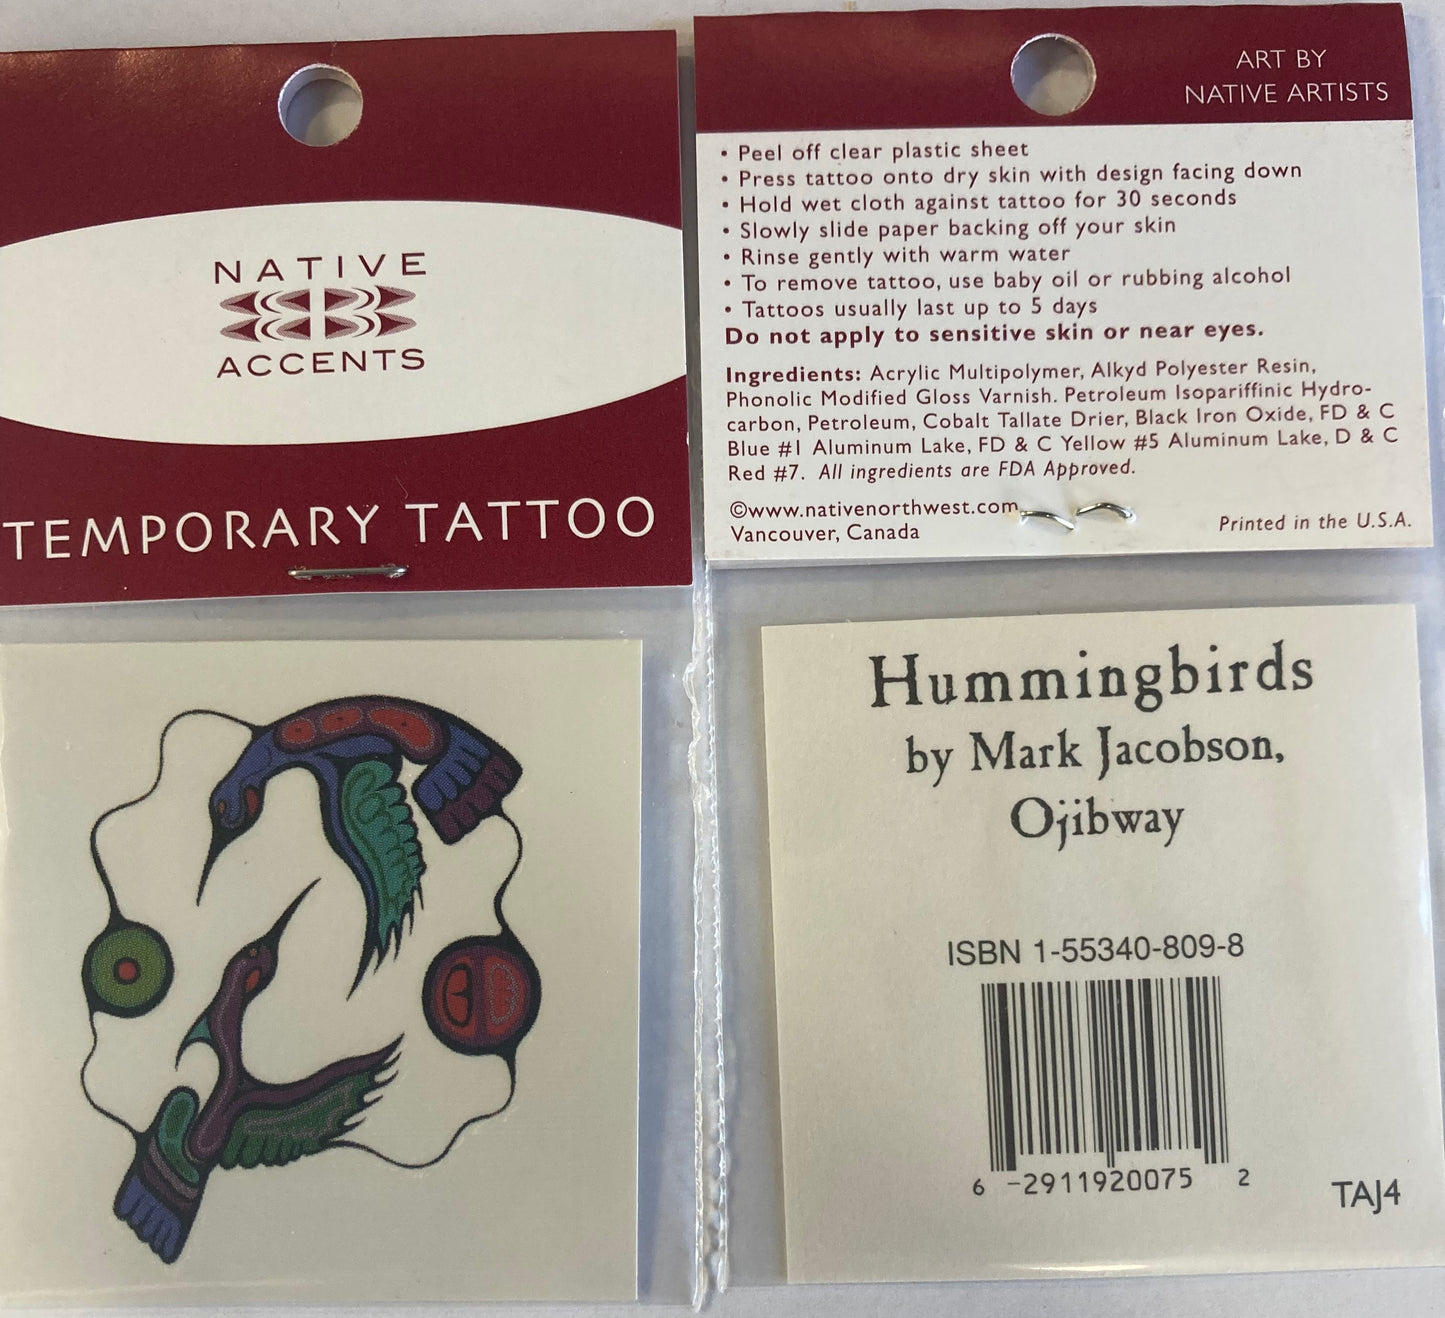 NATIVE
ACCENTS
TEMPORARY TATTOO
ART BY
NATIVE ARTISTS
• Peel off clear plastic sheet
• Press tattoo onto dry skin with design facing down
• Hold wet cloth against tattoo for 30 seconds
• Slowly slide paper backing off your skin
• Rinse gently with warm water
• To remove tattoo, use baby oil or rubbing alcohol
• Tattoos usually last up to 5 days
Do not apply to sensitive skin or near eyes.
Ingredients: Acrylic Multipolymer, Alkyd Polyester Resin,
Phonolic Modified Gloss Varnish. Petroleum Isopariffinic Hydro-
carbon, Petroleum, Cobalt Tallate Drier, Black Iron Oxide, FD & C
Blue #1 Aluminum Lake, FD & C Yellow #5 Aluminum Lake, D & C
Red #7. All ingredients are FDA Approved.
©www.nativenorthwest.com
Vancouver, Canada
Printed in the U.S.A.
Hummingbirds
by Mark Jacobson,
Ojibway
ISBN 1-55340-809-8
6 -2911920075 2
TAJ4